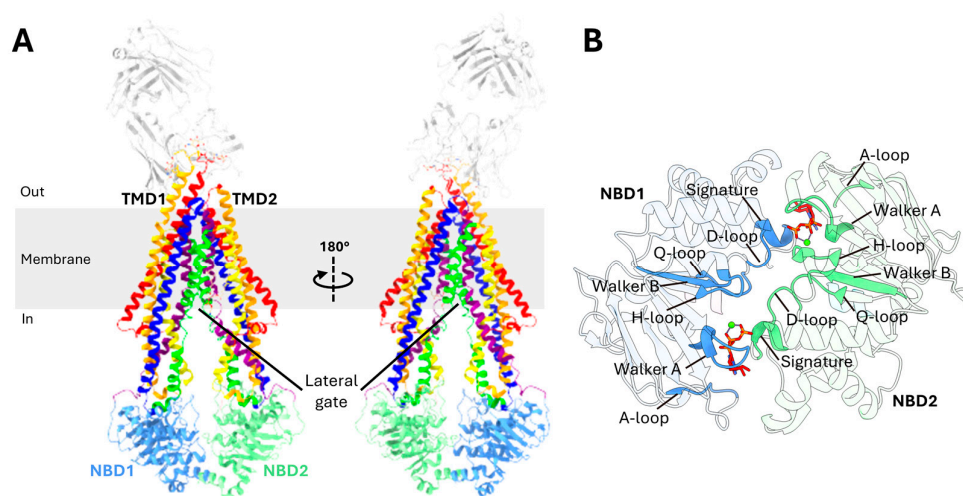 A
Out
TMD1
TMD2
Membrane
180º
In
Lateral
gate
NBD1
NBD2
B
A-loop
NBD1
Signature
Walker A
D-loop
H-loop
Q-loop
Walker B
Walker B
H-loop
D-loop
Q-loop
Walker A
Signature
A-loop
NBD2